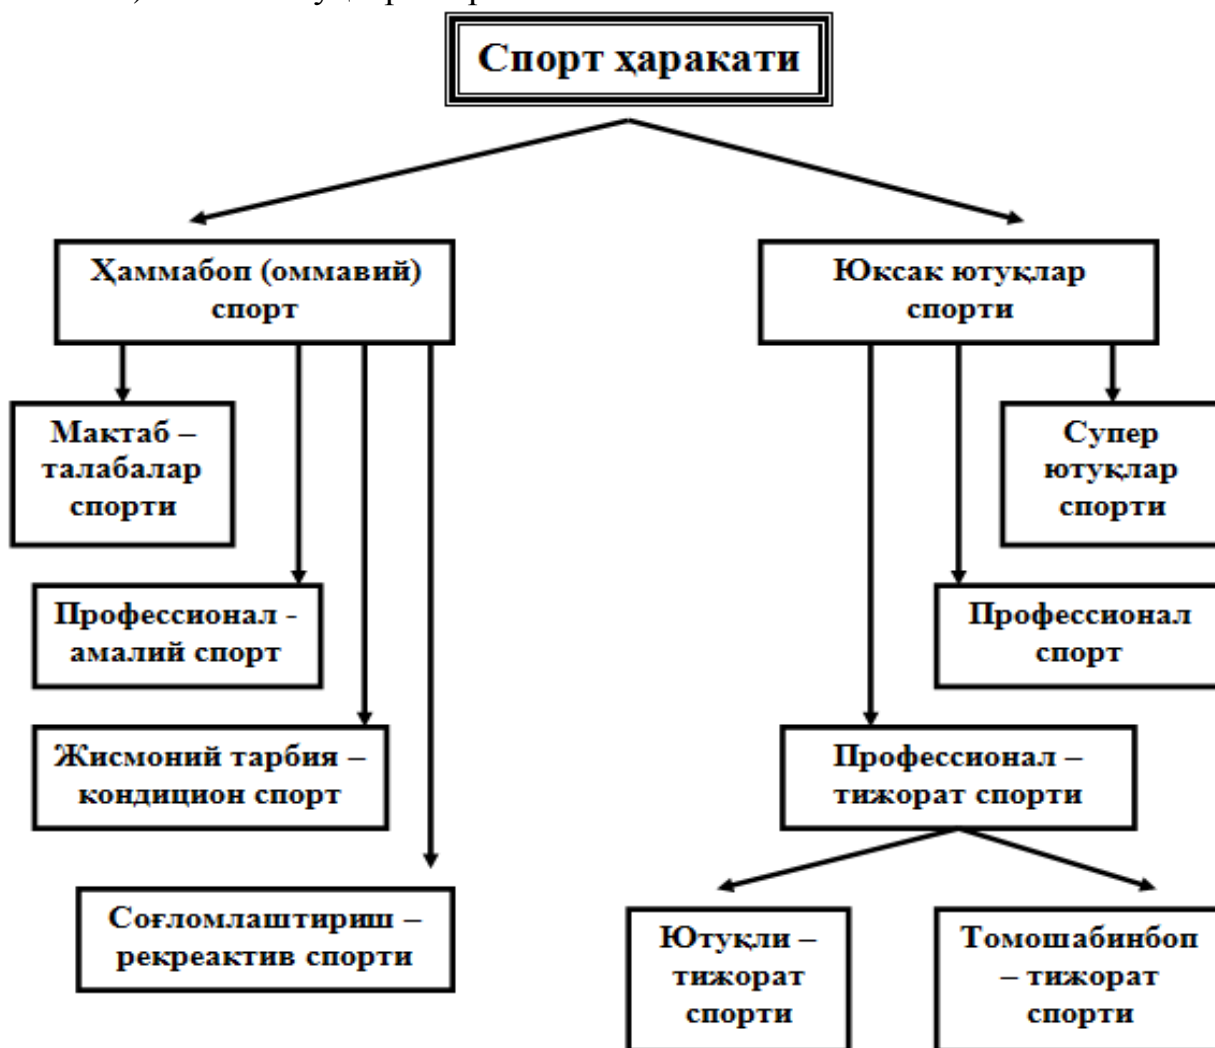 Спорт ҳаракати
Ҳаммабоп (оммавий)
спорт
Юксак ютуқлар
спорти
Мактаб –
талабалар
спорти
Супер
ютуқлар
спорти
Профессионал -
амалий спорт
Профессионал
спорт
Жисмоний тарбия –
кондицион спорт
Профессионал –
тижорат спорти
Соғломлаштириш –
рекреактив спорти
Ютуқли –
тижорат
спорти
Томошабинбоп
– тижорат
спорти